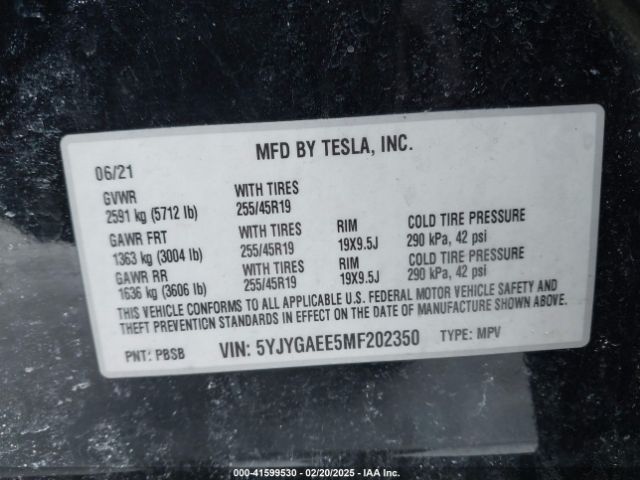 MFD BY TESLA, INC.
06/21
GVWR WITH TIRES
2591 kg (5712 lb) 255/45R19
GAWR FRT WITH TIRES RIM COLD TIRE PRESSURE
1363 kg (3004 lb) 255/45R19 19X9.5J 290 kPa, 42 psi
GAWR RR WITH TIRES RIM COLD TIRE PRESSURE
1636 kg (3606 lb) 255/45R19 19X9.5J 290 kPa, 42 psi
THIS VEHICLE CONFORMS TO ALL APPLICABLE U.S. FEDERAL MOTOR VEHICLE SAFETY AND
THEFT PREVENTION STANDARDS IN EFFECT ON THE DATE OF MANUFACTURE SHOWN ABOVE.
PNT: PBSB VIN: 5YJYGAEE5MF202350 TYPE: MPV
000-41599530 - 02/20/2025 - IAA Inc.